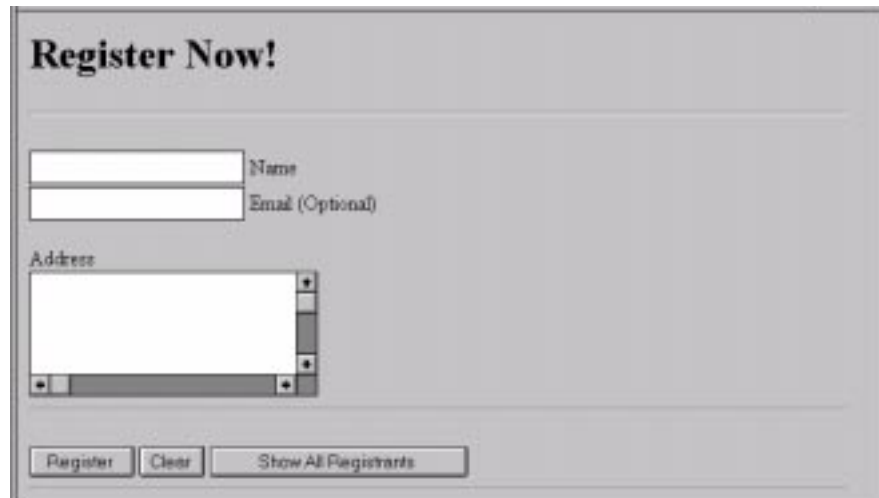 Register Now!
Name
Email (Optional)
Address
Register Clear Show All Registrants